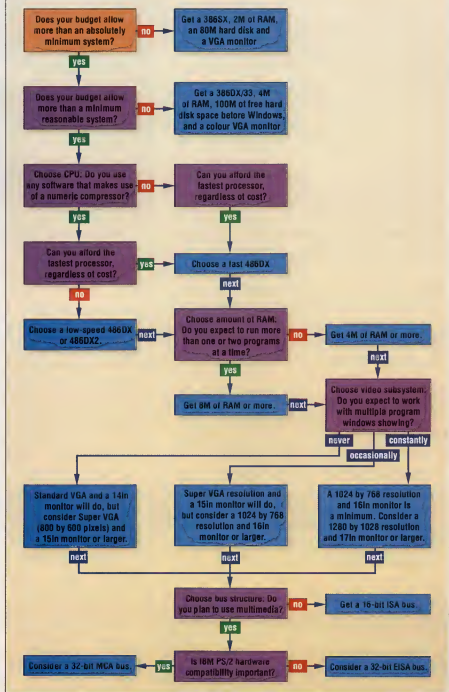 Does your budget allow
more than an absolutely
minimum system?
no
Get a 386SX, 2M of RAM,
an 80M hard disk and
a VGA monitor
yes
Does your budget allow
more than a minimum
reasonable system?
no
Get a 386DX/33, 4M
of RAM, 100M of free hard
disk space before Windows,
and a colour VGA monitor
yes
Choose CPU. Do you use
any software that makes use
of a numeric compressor?
no
Can you afford the
fastest processor,
regardless of cost?
yes
yes
Can you afford the
fastest processor,
regardless of cost?
yes
Choose a fast 486DX
no
next
Choose a low-speed 486DX
or 486DX2.
next
Choose amount of RAM.
Do you expect to run more
than one or two programs
at a time?
no
Get 4M of RAM or more.
yes
next
Get 8M of RAM or more.
next
Choose video subsystem.
Do you expect to work
with multiple program
windows showing?
never
occasionally
constantly
Standard VGA and a 14in
monitor will do, but
consider Super VGA
(800 by 600 pixels) and
a 15in monitor or larger.
Super VGA resolution and
a 15in monitor will do,
but consider a 1024 by 768
resolution and 16in
monitor or larger.
A 1024 by 768 resolution
and 16in monitor is
a minimum. Consider a
1280 by 1028 resolution
and 17in monitor or larger.
next
next
next
Choose bus structure: Do
you plan to use multimedia?
no
Get a 16-bit ISA bus.
yes
Consider a 32-bit MCA bus.
yes
Is IBM PS/2 hardware
compatibility important?
no
Consider a 32-bit EISA bus.